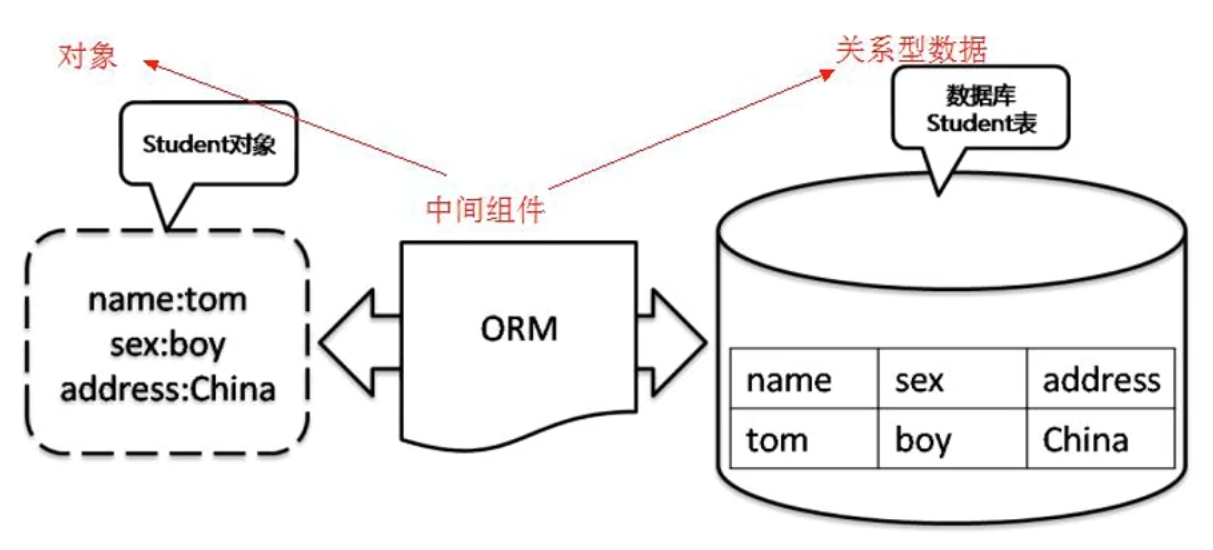 对象
关系型数据
Student对象
数据库
Student表
中间组件
name:tom
sex:boy
address:China
ORM
name sex address
tom boy China